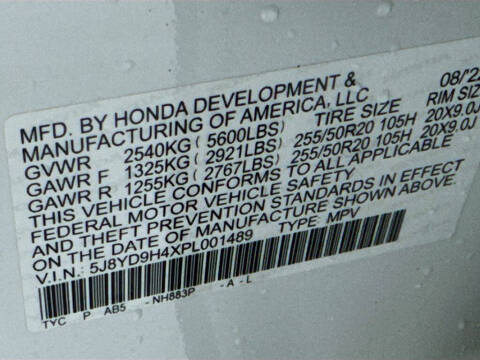 MFD. BY HONDA DEVELOPMENT & 08/'2
MANUFACTURING OF AMERICA, LLC
GVWR 2540KG ( 5600LBS) TIRE SIZE RIM SIZ
GAWR F 1325KG ( 2921LBS) 255/50R20 105H 20X9.0J
GAWR R 1255KG ( 2767LBS) 255/50R20 105H 20X9.0J
THIS VEHICLE CONFORMS TO ALL APPLICABLE
FEDERAL MOTOR VEHICLE SAFETY
AND THEFT PREVENTION STANDARDS IN EFFECT
ON THE DATE OF MANUFACTURE SHOWN ABOVE.
V.I.N.: 5J8YD9H4XPL001489 TYPE: MPV
TYC P AB5 -NH883P -A -L